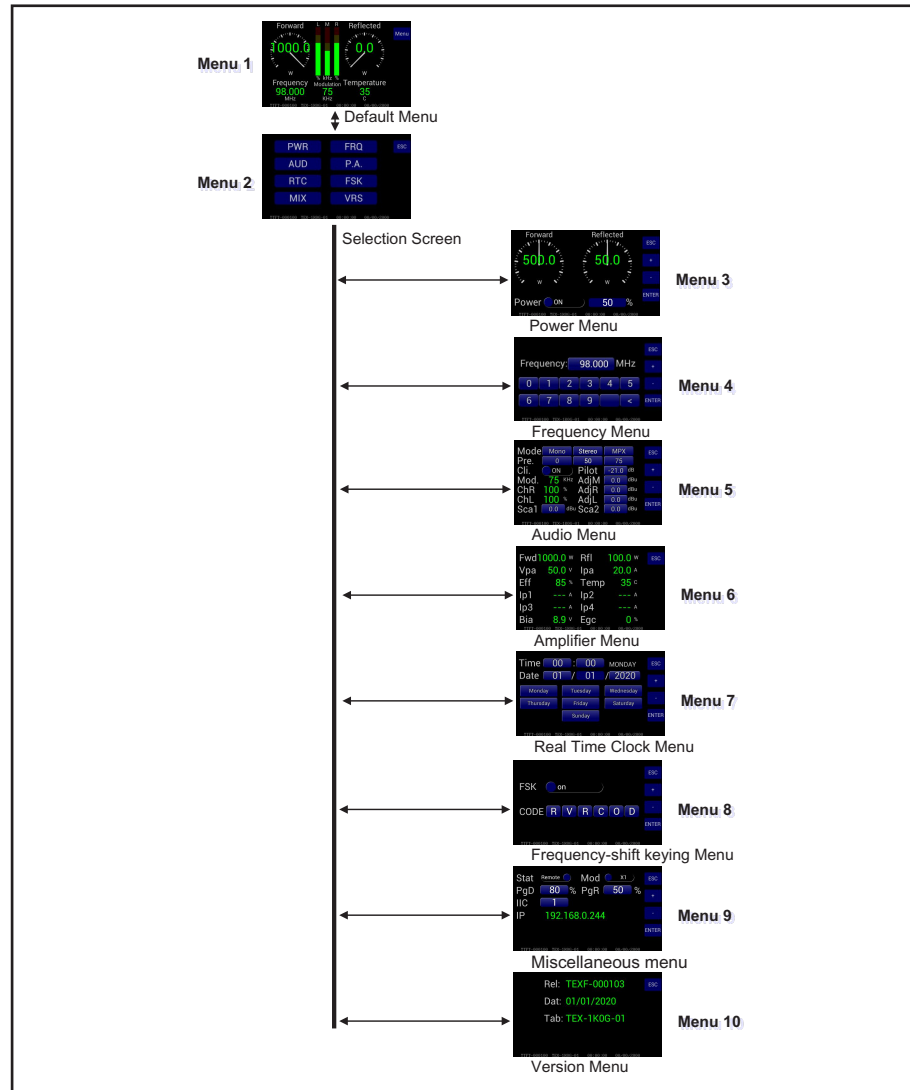 Forward L M R Reflected
Menu
1000.0 0.0
W % kHz % W
Modulation
Frequency 75 Temperature
98.000 KHz 35
MHz C
Menu 1
Default Menu
PWR FRQ ESC
AUD P.A.
RTC FSK
MIX VRS
Menu 2
Selection Screen
Forward Reflected
ESC
500.0 50.0
+
W W
-
Power ON 50 %
ENTER
Menu 3
Power Menu
ESC
Frequency: 98.000 MHz
+
0 1 2 3 4 5
-
6 7 8 9 <
ENTER
Menu 4
Frequency Menu
Mode Mono Stereo MPX
ESC
Pre. 0 50 75
Cli. ON Pilot -21.0 dB
+
Mod. 75 KHz AdjM 0.0 dBu
-
ChR 100 % AdjR 0.0 dBu
ChL 100 % AdjL 0.0 dBu
ENTER
Sca1 0.0 dBu Sca2 0.0 dBu
Menu 5
Audio Menu
Fwd 1000.0 W Rfl 100.0 W
ESC
Vpa 50.0 V Ipa 20.0 A
Eff 85 % Temp 35 C
Ip1 --- A Ip2 --- A
Ip3 --- A Ip4 --- A
Bia 8.9 V Egc 0 %
Menu 6
Amplifier Menu
Time 00 : 00 MONDAY
ESC
Date 01 / 01 / 2020
+
Monday Tuesday Wednesday
-
Thursday Friday Saturday
Sunday
ENTER
Menu 7
Real Time Clock Menu
ESC
FSK on
+
-
CODE R V R C O D
ENTER
Menu 8
Frequency-shift keying Menu
Stat Remote Mod X1
ESC
PgD 80 % PgR 50 %
+
IIC 1
IP 192.168.0.244
-
ENTER
Menu 9
Miscellaneous menu
Rel: TEXF-000103
ESC
Dat: 01/01/2020
Tab: TEX-1K0G-01
Menu 10
Version Menu